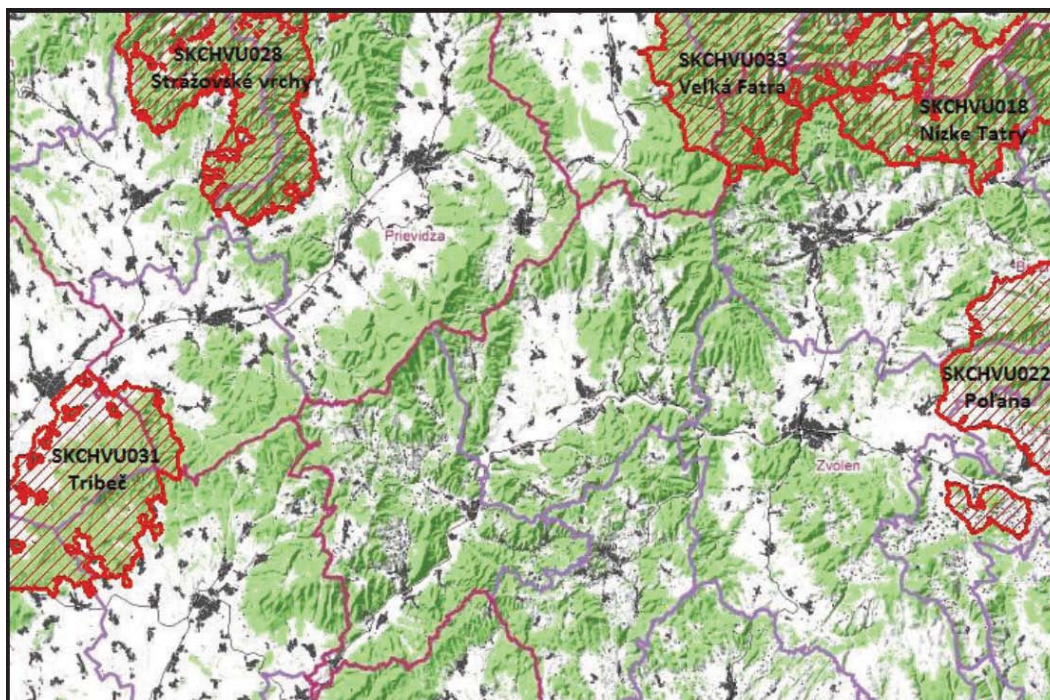 SKCHVU028
Strážovské vrchy
SKCHVU033
Veľká Fatra
SKCHVU018
Nízke Tatry
Prievidza
SKCHVU022
Poľana
SKCHVU031
Tribeč
Zvolen